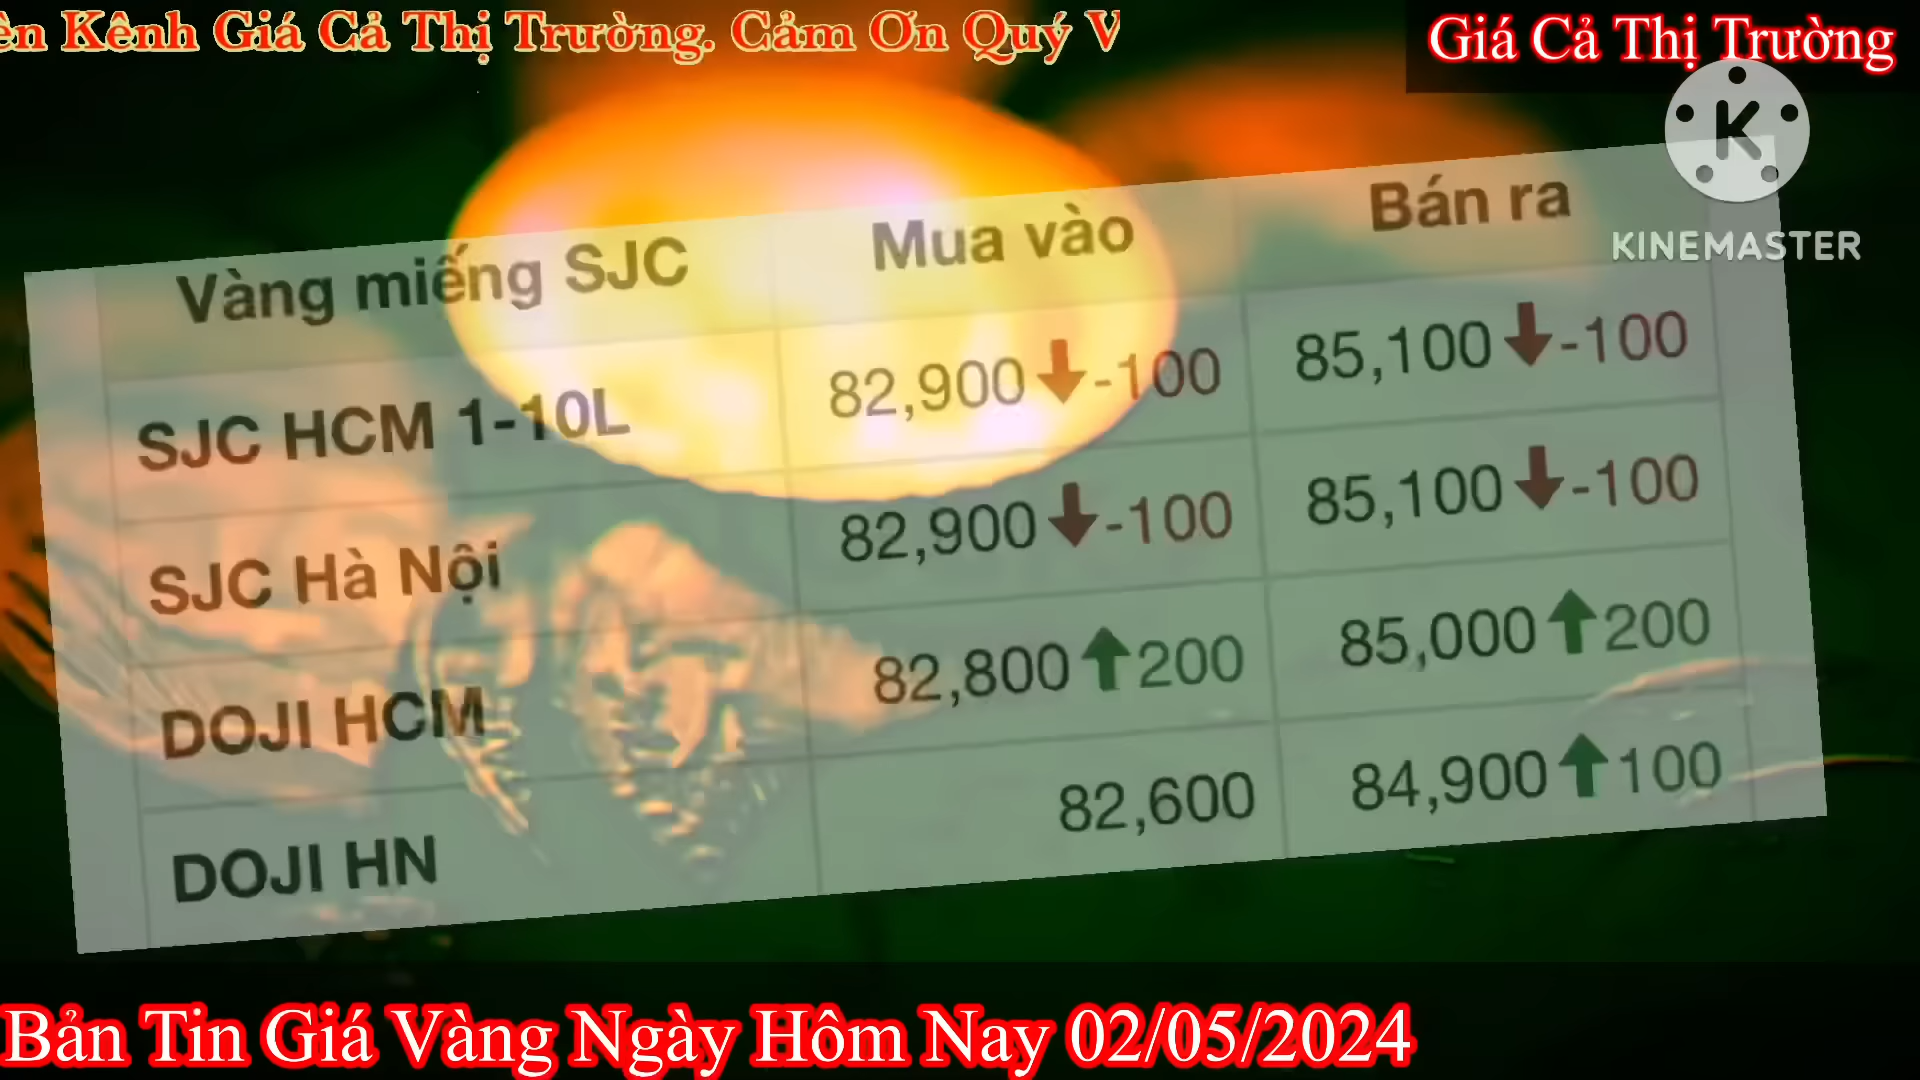 Kênh Giá Cả Thị Trường. Cảm Ơn Quý V
Giá Cả Thị Trường
K
KINEMASTER
Vàng miếng SJC Mua vào Bán ra
SJC HCM 1-10L 82,900 -100 85,100 -100
SJC Hà Nội 82,900 -100 85,100 -100
DOJI HCM 82,800 200 85,000 200
DOJI HN 82,600 84,900 100
Bản Tin Giá Vàng Ngày Hôm Nay 02/05/2024